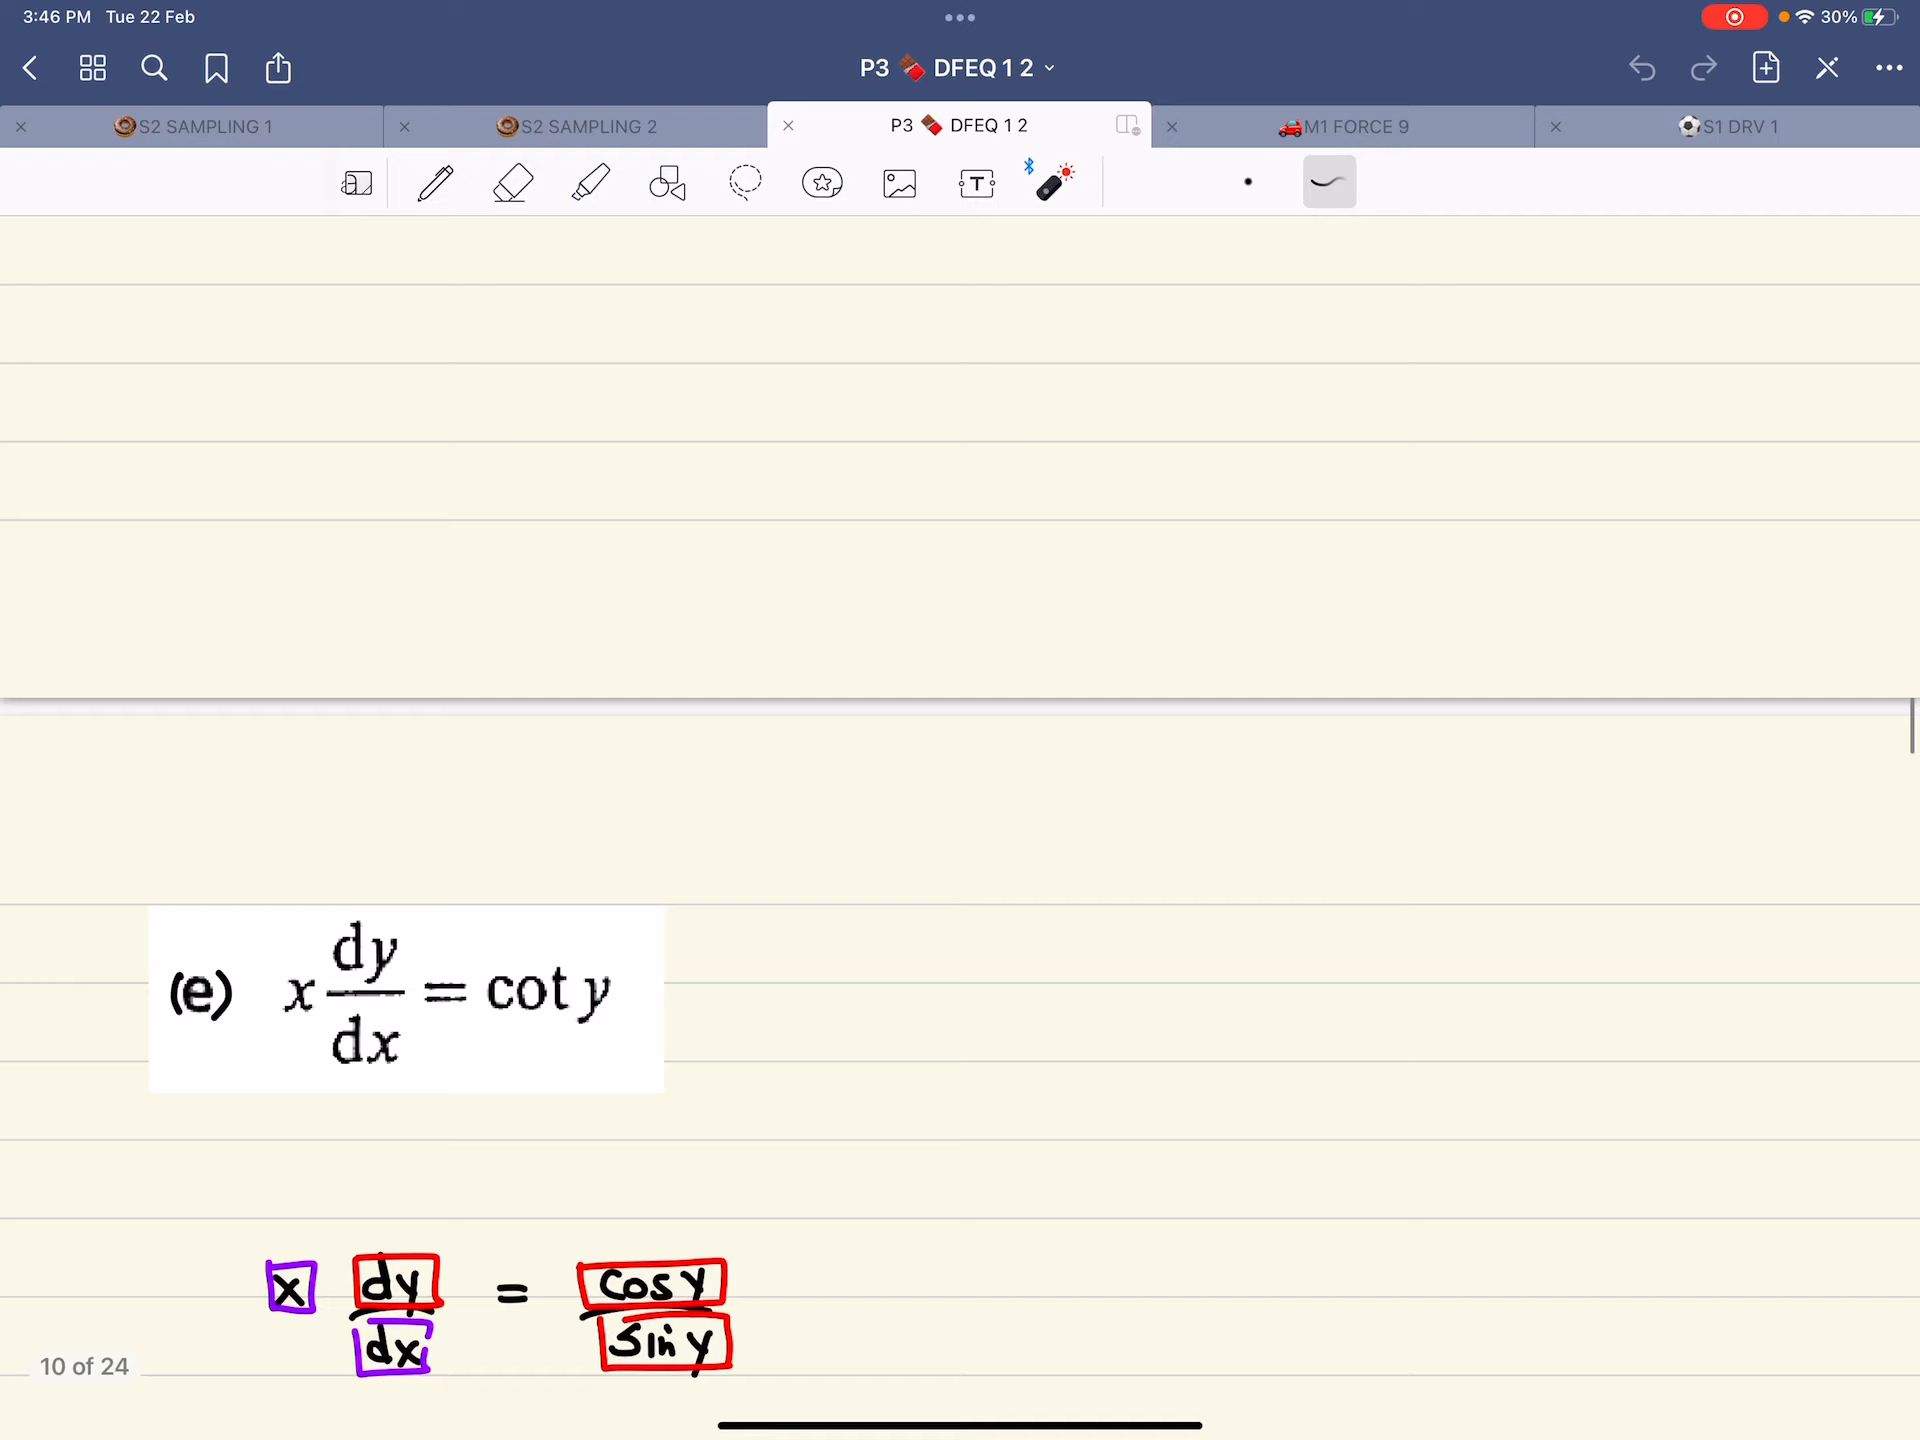 3:46 PM Tue 22 Feb
30%
P3 🍫 DFEQ 1 2
S2 SAMPLING 1
S2 SAMPLING 2
P3 🍫 DFEQ 1 2
M1 FORCE 9
S1 DRV 1
(e) x dy/dx = cot y
x dy/dx = cos y/sin y
10 of 24